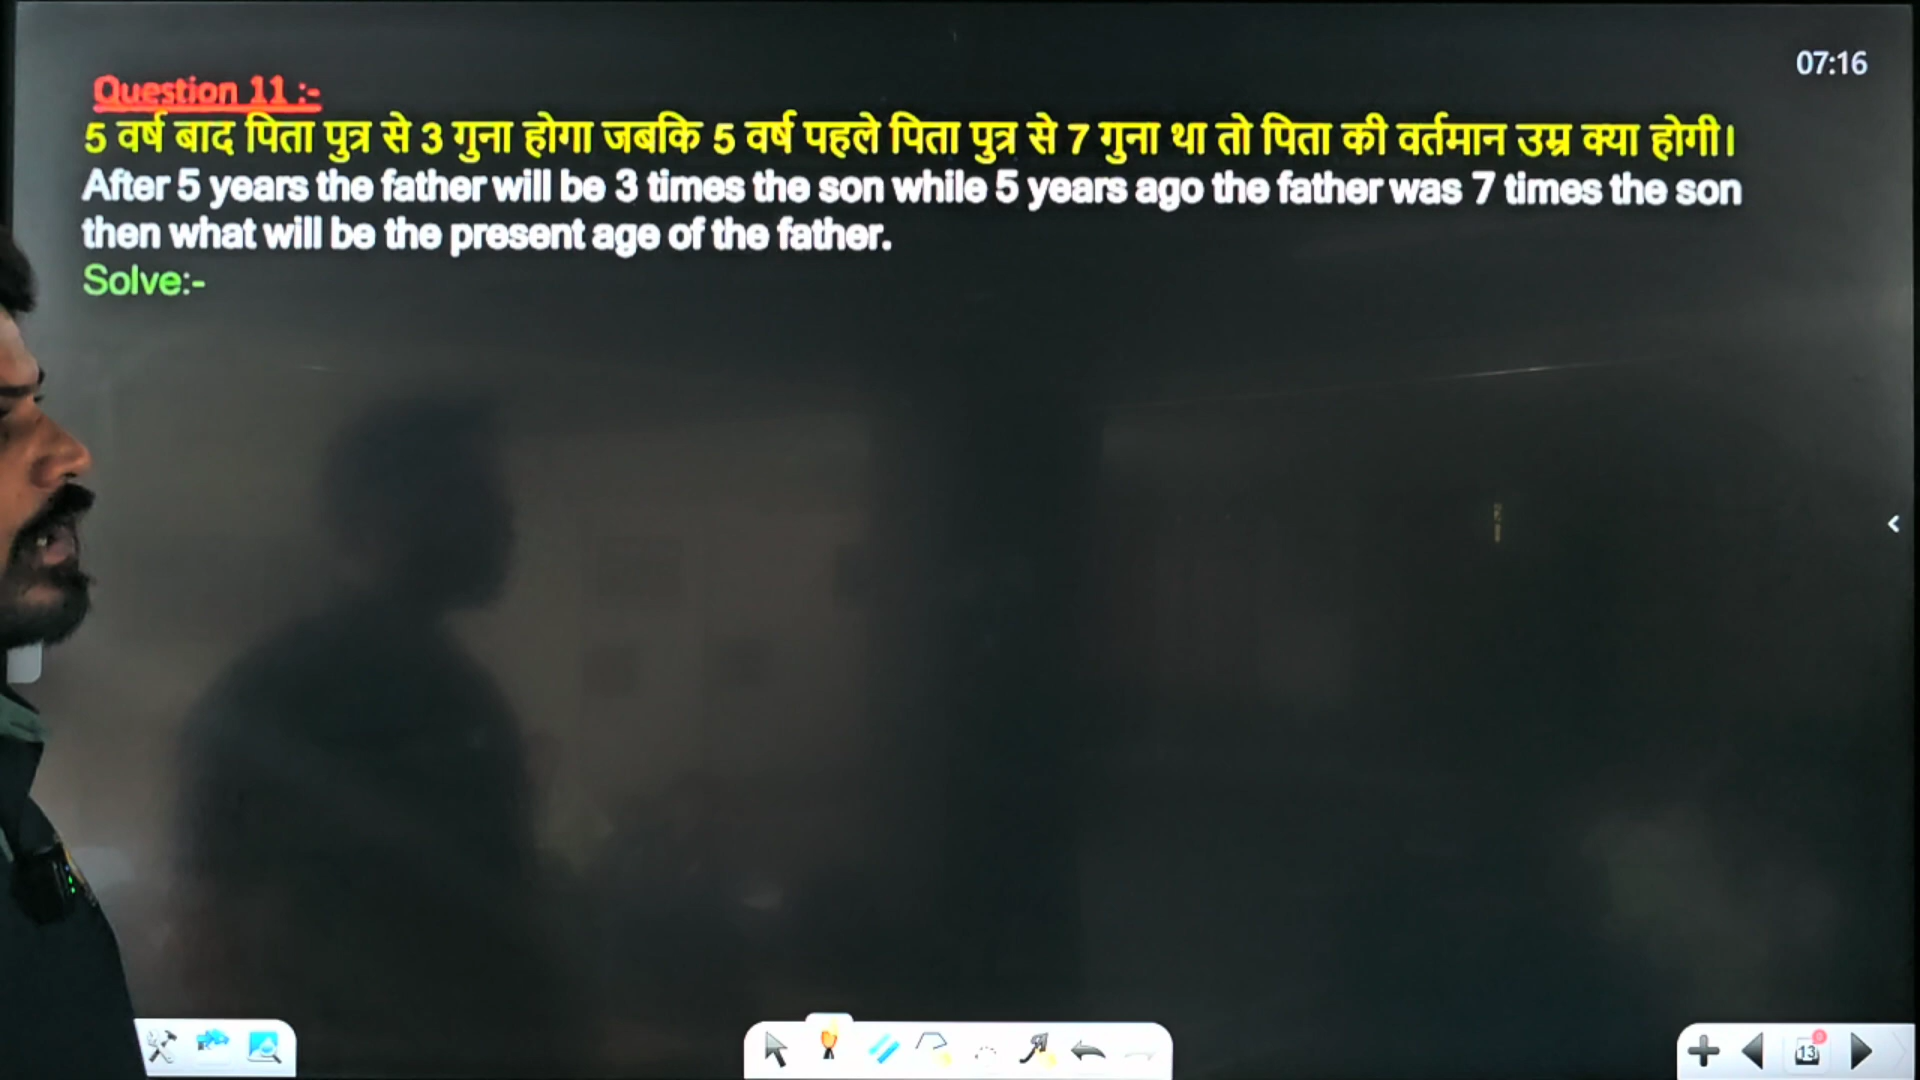 07:16
Question 11 :-
5 वर्ष बाद पिता पुत्र से 3 गुना होगा जबकि 5 वर्ष पहले पिता पुत्र से 7 गुना था तो पिता की वर्तमान उम्र क्या होगी।
After 5 years the father will be 3 times the son while 5 years ago the father was 7 times the son
then what will be the present age of the father.
Solve:-
13